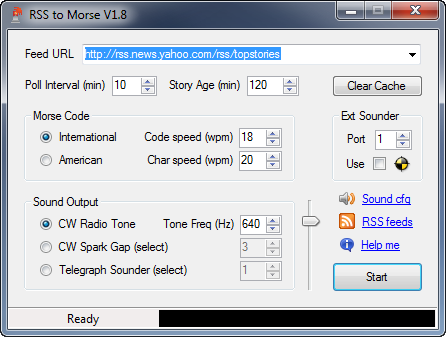 RSS to Morse V1.8
Feed URL http://rss.news.yahoo.com/rss/topstories
Poll Interval (min) 10 Story Age (min) 120 Clear Cache
Morse Code Ext Sounder
International Code speed (wpm) 18 Port 1
American Char speed (wpm) 20 Use
Sound Output Sound cfg
CW Radio Tone Tone Freq (Hz) 640 RSS feeds
CW Spark Gap (select) 3 Help me
Telegraph Sounder (select) 1 Start
Ready